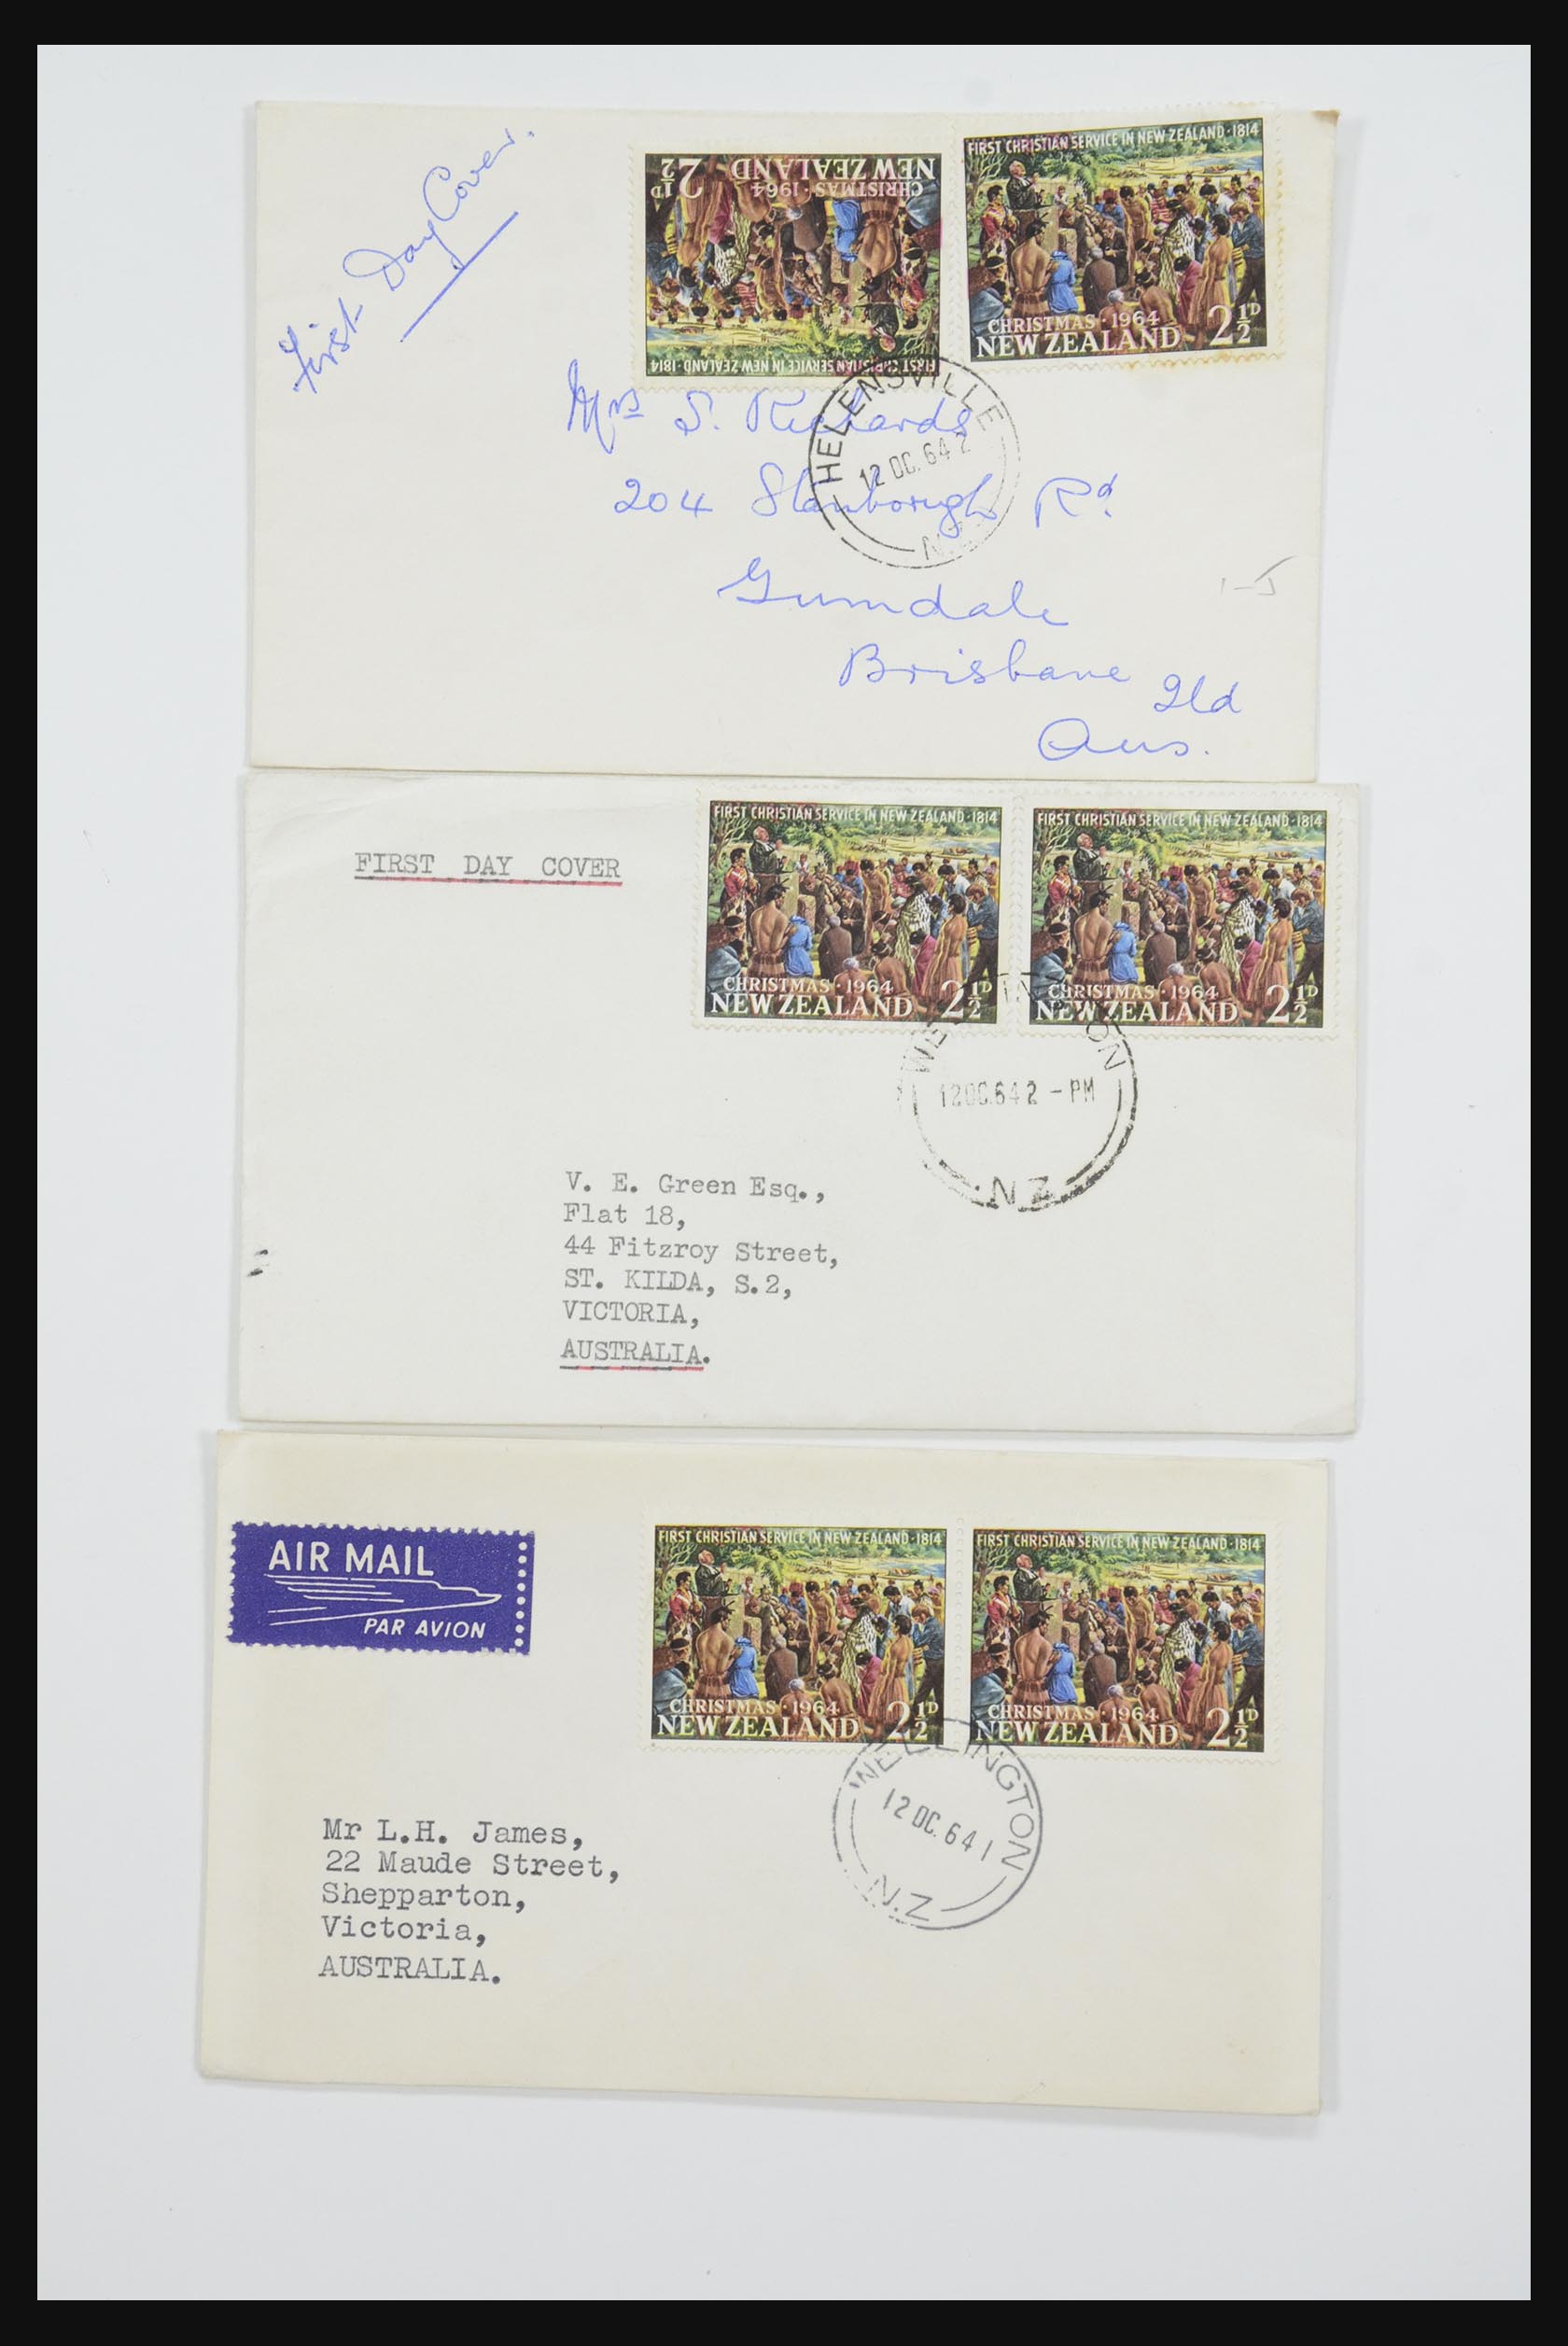 First Day Cover.
CHRISTMAS · 1964
NEW ZEALAND 2½D
FIRST CHRISTIAN SERVICE IN NEW ZEALAND · 1814
FIRST CHRISTIAN SERVICE IN NEW ZEALAND · 1814
CHRISTMAS · 1964
NEW ZEALAND 2½D
HELENSVILLE
12 OC. 64 2
N.Z.
Mrs S. Richards
204 Stanborough Rd.
Gumdale
Brisbane Qld
Aus.
FIRST DAY COVER
FIRST CHRISTIAN SERVICE IN NEW ZEALAND · 1814
CHRISTMAS · 1964
NEW ZEALAND 2½D
FIRST CHRISTIAN SERVICE IN NEW ZEALAND · 1814
CHRISTMAS · 1964
NEW ZEALAND 2½D
WELLINGTON
12 OC. 64 2 - PM
· N Z ·
V. E. Green Esq.,
Flat 18,
44 Fitzroy Street,
ST. KILDA, S.2,
VICTORIA,
AUSTRALIA.
AIR MAIL
PAR AVION
FIRST CHRISTIAN SERVICE IN NEW ZEALAND · 1814
CHRISTMAS · 1964
NEW ZEALAND 2½D
FIRST CHRISTIAN SERVICE IN NEW ZEALAND · 1814
CHRISTMAS · 1964
NEW ZEALAND 2½D
WELLINGTON
12 OC. 64 1
N.Z
Mr L.H. James,
22 Maude Street,
Shepparton,
Victoria,
AUSTRALIA.